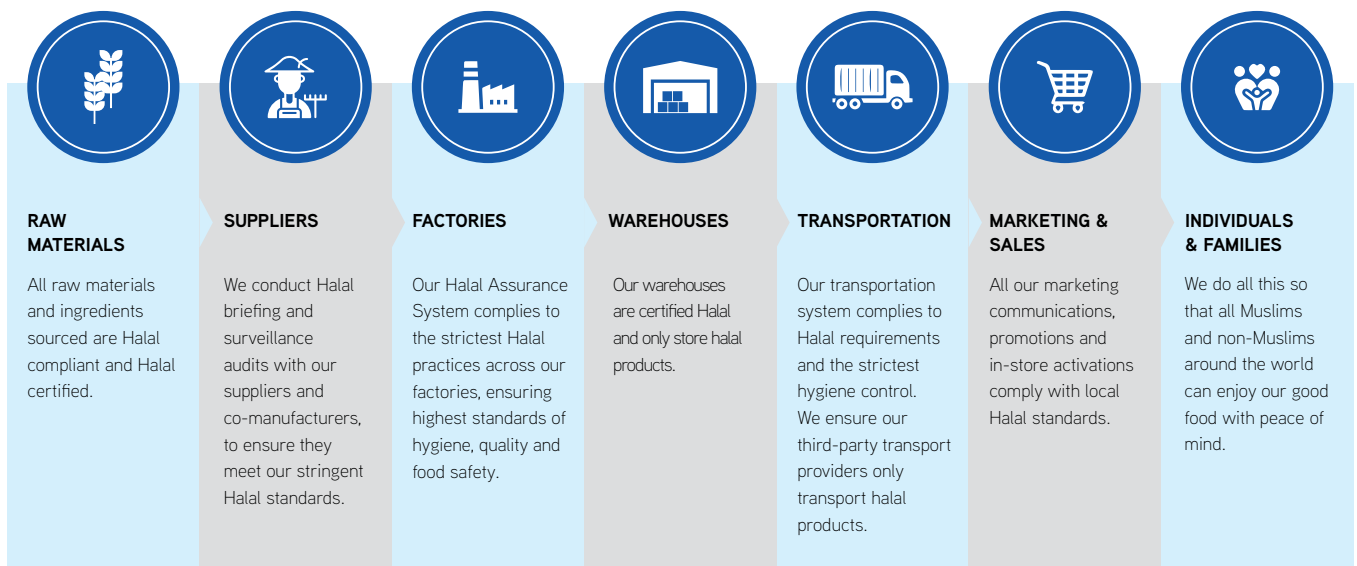 RAW
MATERIALS
All raw materials
and ingredients
sourced are Halal
compliant and Halal
certified.
SUPPLIERS
We conduct Halal
briefing and
surveillance
audits with our
suppliers and
co-manufacturers,
to ensure they
meet our stringent
Halal standards.
FACTORIES
Our Halal Assurance
System complies to
the strictest Halal
practices across our
factories, ensuring
highest standards of
hygiene, quality and
food safety.
WAREHOUSES
Our warehouses
are certified Halal
and only store halal
products.
TRANSPORTATION
Our transportation
system complies to
Halal requirements
and the strictest
hygiene control.
We ensure our
third-party transport
providers only
transport halal
products.
MARKETING &
SALES
All our marketing
communications,
promotions and
in-store activations
comply with local
Halal standards.
INDIVIDUALS
& FAMILIES
We do all this so
that all Muslims
and non-Muslims
around the world
can enjoy our good
food with peace of
mind.